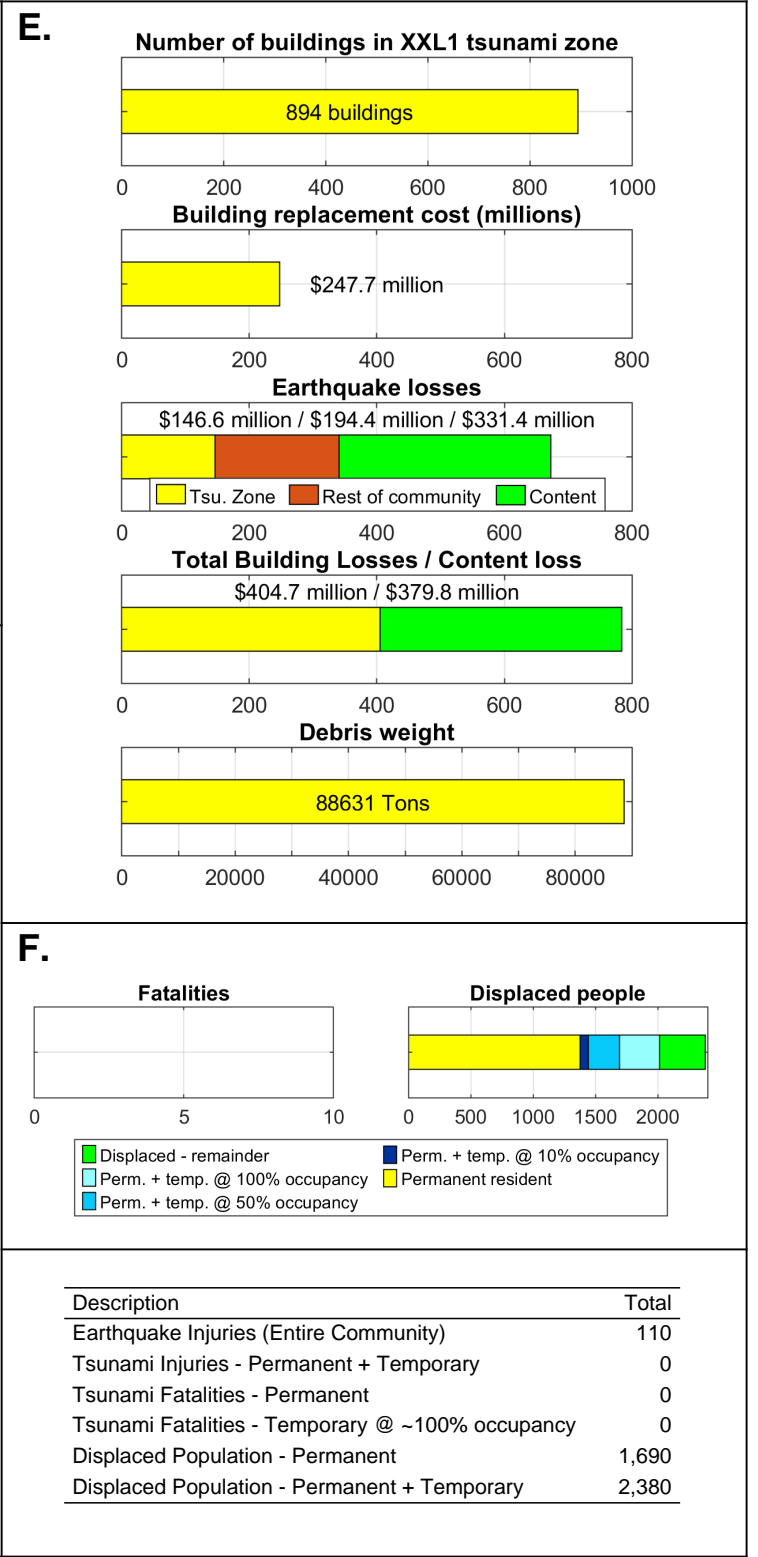 E.
Number of buildings in XXL1 tsunami zone
894 buildings
0 200 400 600 800 1000
Building replacement cost (millions)
$247.7 million
0 200 400 600 800
Earthquake losses
$146.6 million / $194.4 million / $331.4 million
Tsu. Zone Rest of community Content
0 200 400 600 800
Total Building Losses / Content loss
$404.7 million / $379.8 million
0 200 400 600 800
Debris weight
88631 Tons
0 20000 40000 60000 80000
F.
Fatalities Displaced people
0 5 10 0 500 1000 1500 2000
Displaced - remainder Perm. + temp. @ 10% occupancy
Perm. + temp. @ 100% occupancy Permanent resident
Perm. + temp. @ 50% occupancy
Description Total
Earthquake Injuries (Entire Community) 110
Tsunami Injuries - Permanent + Temporary 0
Tsunami Fatalities - Permanent 0
Tsunami Fatalities - Temporary @ ~100% occupancy 0
Displaced Population - Permanent 1,690
Displaced Population - Permanent + Temporary 2,380